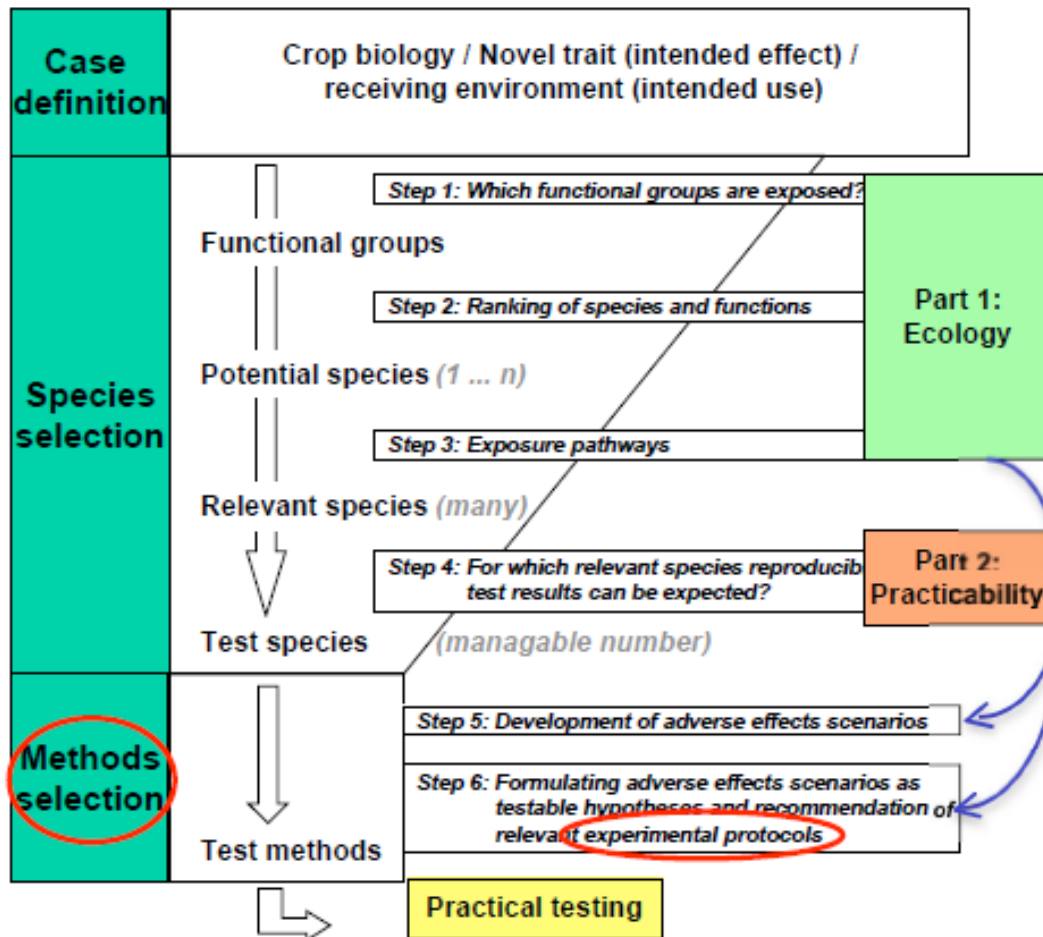 Case
definition
Crop biology / Novel trait (intended effect) /
receiving environment (intended use)
Species
selection
Step 1: Which functional groups are exposed?
Functional groups
Step 2: Ranking of species and functions
Potential species (1 ... n)
Step 3: Exposure pathways
Relevant species (many)
Step 4: For which relevant species reproducib
test results can be expected?
Test species (managable number)
Part 1:
Ecology
Part 2:
Practicability
Methods
selection
Step 5: Development of adverse effects scenarios
Step 6: Formulating adverse effects scenarios as
testable hypotheses and recommendation of
relevant experimental protocols
Test methods
Practical testing